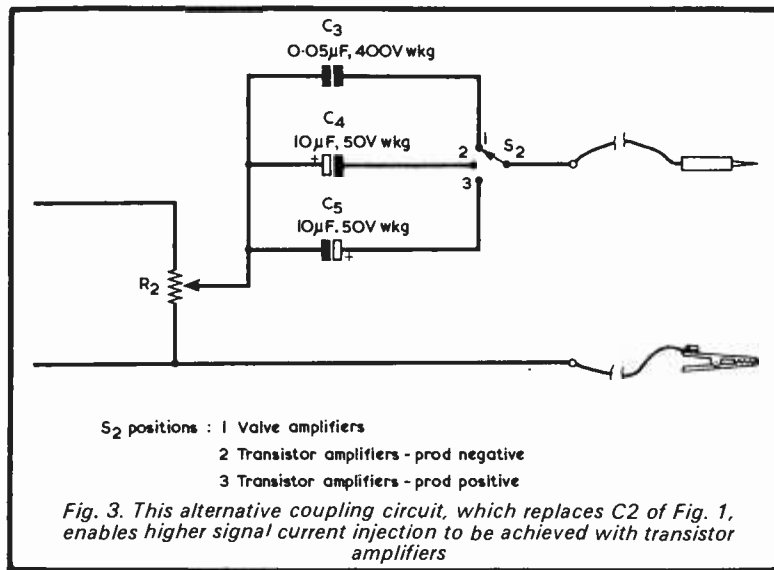 C3
0·05µF, 400V wkg
C4
10µF, 50V wkg
+
1
2
S2
3
C5
10µF. 50V wkg
+
R2
S2 positions : 1 Valve amplifiers
2 Transistor amplifiers - prod negative
3 Transistor amplifiers - prod positive
Fig. 3. This alternative coupling circuit, which replaces C2 of Fig. 1,
enables higher signal current injection to be achieved with transistor
amplifiers